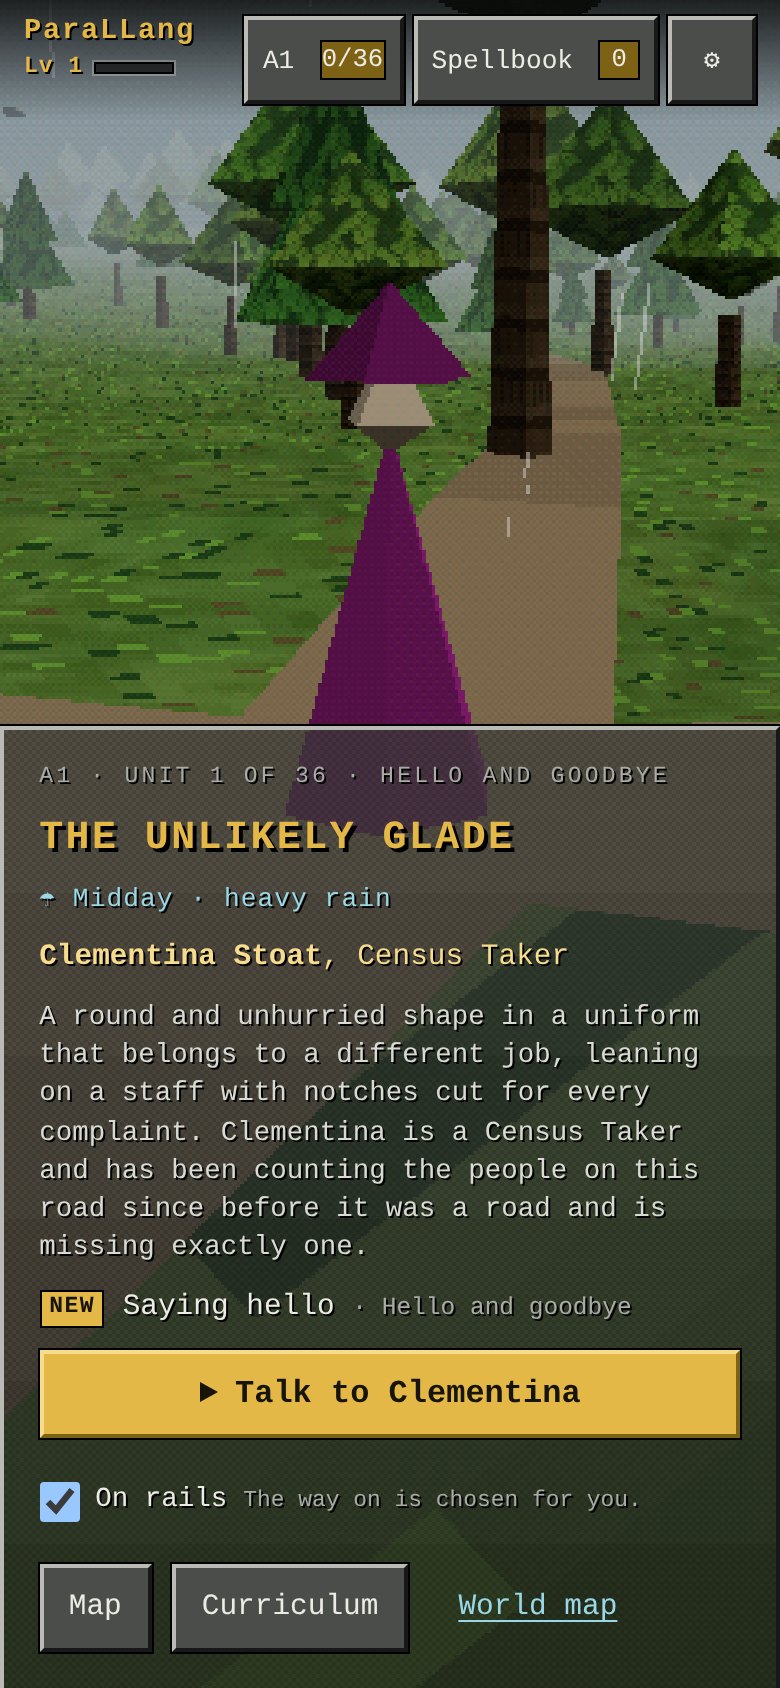 ParaLLang
Lv 1
A1 0/36
Spellbook 0
⚙
A1 · UNIT 1 OF 36 · HELLO AND GOODBYE
THE UNLIKELY GLADE
☂ Midday · heavy rain
Clementina Stoat, Census Taker
A round and unhurried shape in a uniform
that belongs to a different job, leaning
on a staff with notches cut for every
complaint. Clementina is a Census Taker
and has been counting the people on this
road since before it was a road and is
missing exactly one.
NEW Saying hello · Hello and goodbye
▶ Talk to Clementina
On rails The way on is chosen for you.
Map Curriculum World map